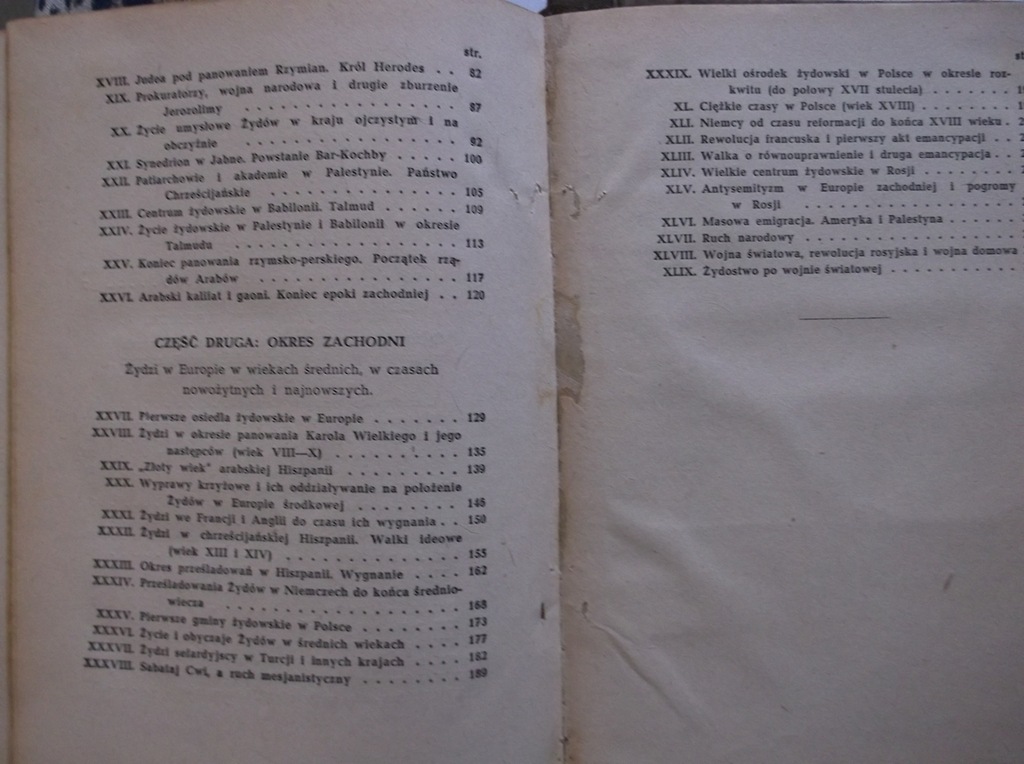 str.
XVIII. Judea pod panowaniem Rzymian. Król Herodes . . 82
XIX. Prokuratorzy, wojna narodowa i drugie zburzenie
Jerozolimy . . . . . . . . . . . . . . . . . . 87
XX. Życie umysłowe Żydów w kraju ojczystym i na
obczyźnie . . . . . . . . . . . . . . . . . . 92
XXI. Synedrion w Jabne. Powstanie Bar-Kochby . . . . . 100
XXII. Patiarchowie i akademie w Palestynie. Państwo
Chrześcijańskie . . . . . . . . . . . . . . . 105
XXIII. Centrum żydowskie w Babilonii. Talmud . . . . . . 109
XXIV. Życie żydowskie w Palestynie i Babilonii w okresie
Talmudu . . . . . . . . . . . . . . . . . . 113
XXV. Koniec panowania rzymsko-perskiego. Początek rzą-
dów Arabów . . . . . . . . . . . . . . . . 117
XXVI. Arabski kalifat i gaoni. Koniec epoki zachodniej . . 120
CZĘŚĆ DRUGA: OKRES ZACHODNI
Żydzi w Europie w wiekach średnich, w czasach
nowożytnych i najnowszych.
XXVII. Pierwsze osiedla żydowskie w Europie . . . . . . . 129
XXVIII. Żydzi w okresie panowania Karola Wielkiego i jego
następców (wiek VIII—X) . . . . . . . . . . 135
XXIX. „Złoty wiek" arabskiej Hiszpanii . . . . . . . . . 139
XXX. Wyprawy krzyżowe i ich oddziaływanie na położenie
Żydów w Europie środkowej . . . . . . . . 145
XXXI. Żydzi we Francji i Anglii do czasu ich wygnania . . 150
XXXII. Żydzi w chrześcijańskiej Hiszpanii. Walki ideowe
(wiek XIII i XIV) . . . . . . . . . . . . . . 155
XXXIII. Okres prześladowań w Hiszpanii. Wygnanie . . . . 162
XXXIV. Prześladowania Żydów w Niemczech do końca średnio-
wiecza . . . . . . . . . . . . . . . . . . . 168
XXXV. Pierwsze gminy żydowskie w Polsce . . . . . . . . 173
XXXVI. Życie i obyczaje Żydów w średnich wiekach . . . . 177
XXXVII. Żydzi sefardyjscy w Turcji i innych krajach . . . . 182
XXXVIII. Sabataj Cwi, a ruch mesjanistyczny . . . . . . . . 189
XXXIX. Wielki ośrodek żydowski w Polsce w okresie roz-
kwitu (do połowy XVII stulecia) . . . . . . .
XL. Ciężkie czasy w Polsce (wiek XVIII) . . . . . . . .
XLI. Niemcy od czasu reformacji do końca XVIII wieku .
XLII. Rewolucja francuska i pierwszy akt emancypacji . .
XLIII. Walka o równouprawnienie i druga emancypacja . .
XLIV. Wielkie centrum żydowskie w Rosji . . . . . . . .
XLV. Antysemityzm w Europie zachodniej i pogromy
w Rosji . . . . . . . . . . . . . . . . . .
XLVI. Masowa emigracja. Ameryka i Palestyna . . . . . .
XLVII. Ruch narodowy . . . . . . . . . . . . . . . . .
XLVIII. Wojna światowa, rewolucja rosyjska i wojna domowa
XLIX. Żydostwo po wojnie światowej . . . . . . . . . .